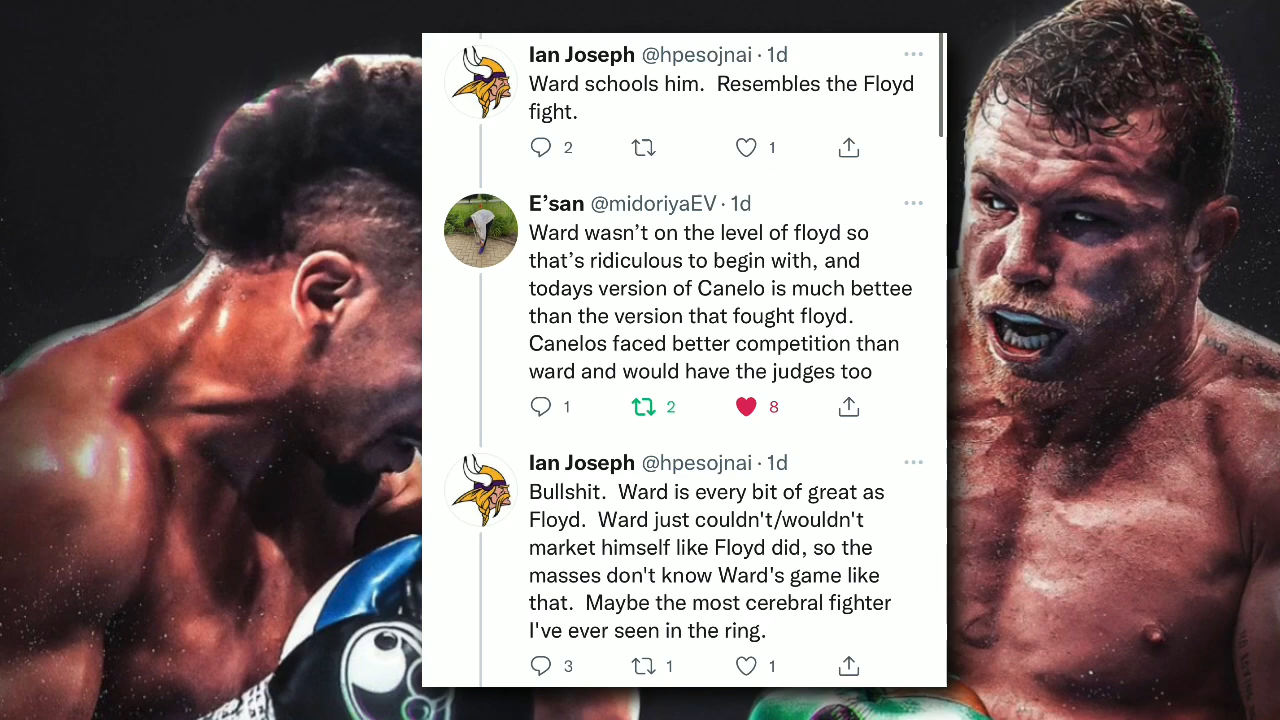 Ian Joseph @hpesojnai · 1d
Ward schools him. Resembles the Floyd
fight.
2 1
E’san @midoriyaEV · 1d
Ward wasn’t on the level of floyd so
that’s ridiculous to begin with, and
todays version of Canelo is much bettee
than the version that fought floyd.
Canelos faced better competition than
ward and would have the judges too
1 2 8
Ian Joseph @hpesojnai · 1d
Bullshit. Ward is every bit of great as
Floyd. Ward just couldn't/wouldn't
market himself like Floyd did, so the
masses don't know Ward's game like
that. Maybe the most cerebral fighter
I've ever seen in the ring.
3 1 1